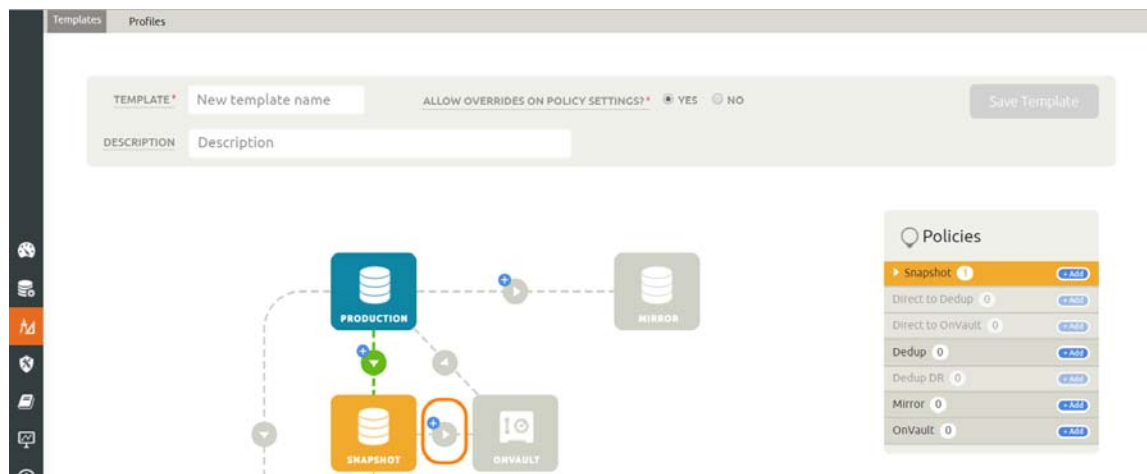 Templates Profiles
TEMPLATE* New template name ALLOW OVERRIDES ON POLICY SETTINGS?* YES NO Save Template
DESCRIPTION Description
Policies
Snapshot 1 + Add
Direct to Dedup 0 + Add
Direct to OnVault 0 + Add
Dedup 0 + Add
Dedup DR 0 + Add
Mirror 0 + Add
OnVault 0 + Add
PRODUCTION
MIRROR
SNAPSHOT
ONVAULT